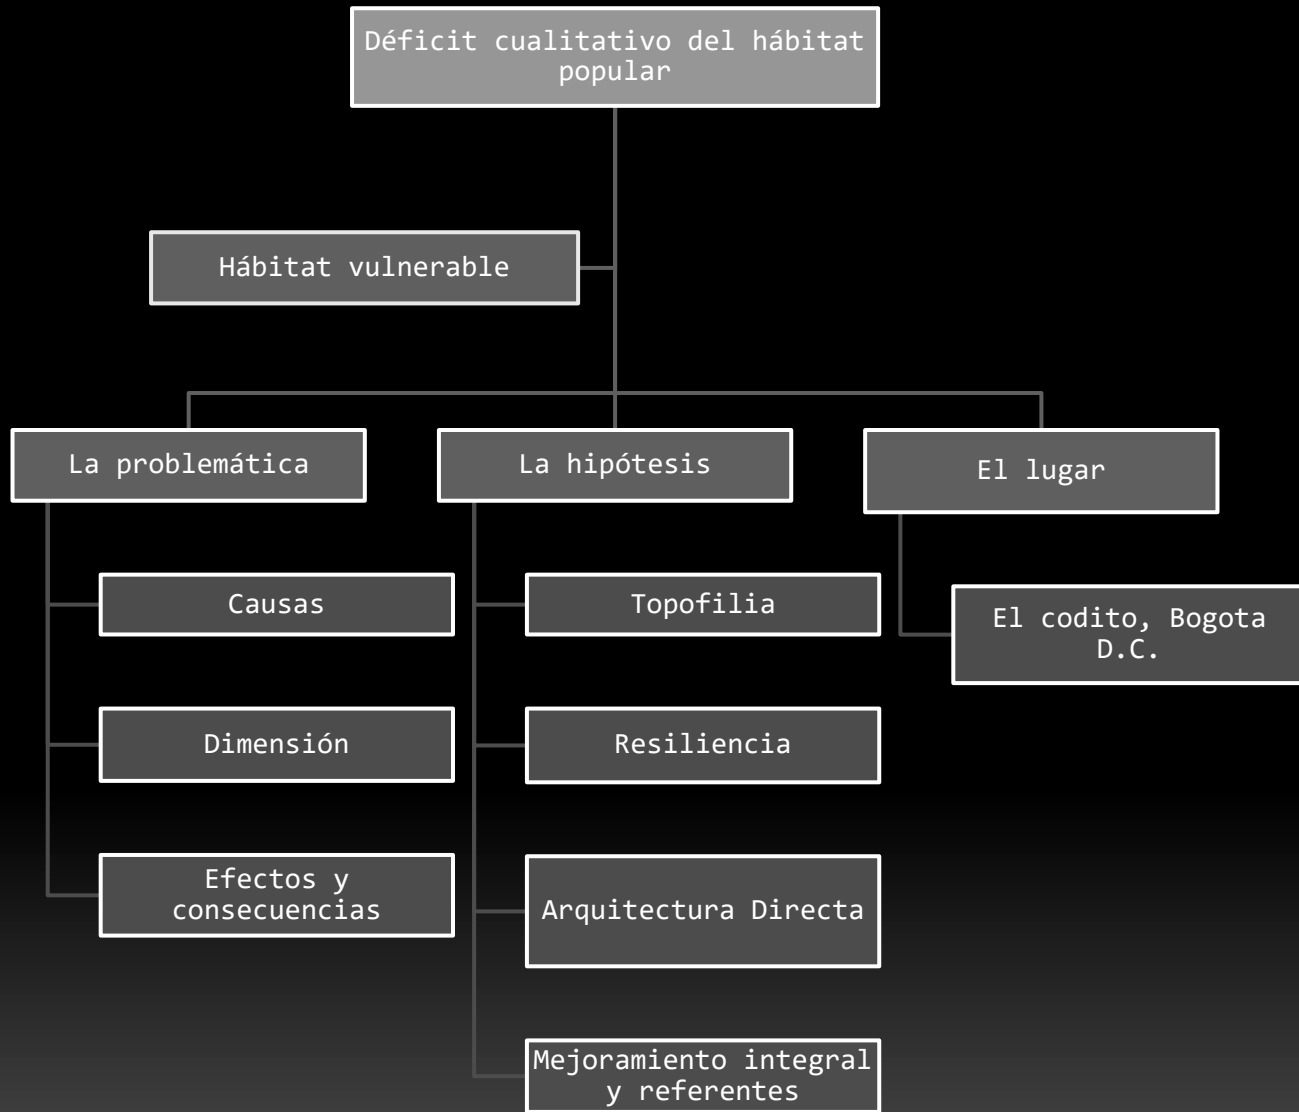 Déficit cualitativo del hábitat
popular
Hábitat vulnerable
La problemática
La hipótesis
El lugar
Causas
Dimensión
Efectos y
consecuencias
Topofilia
Resiliencia
Arquitectura Directa
Mejoramiento integral
y referentes
El codito, Bogota
D.C.